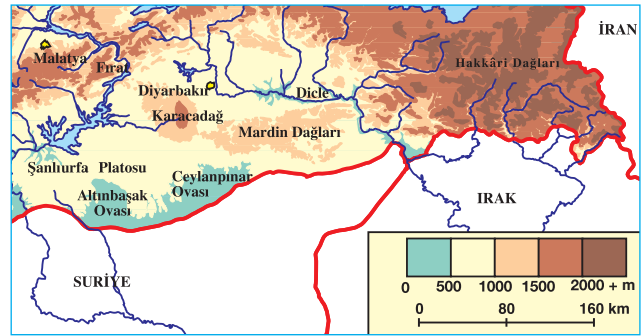 İRAN
Malatya
Fırat
Hakkâri Dağları
Diyarbakır
Dicle
Karacadağ
Mardin Dağları
Şanlıurfa Platosu
Ceylanpınar
Ovası
Altınbaşak
Ovası
IRAK
SURİYE
0 500 1000 1500 2000 + m
0 80 160 km